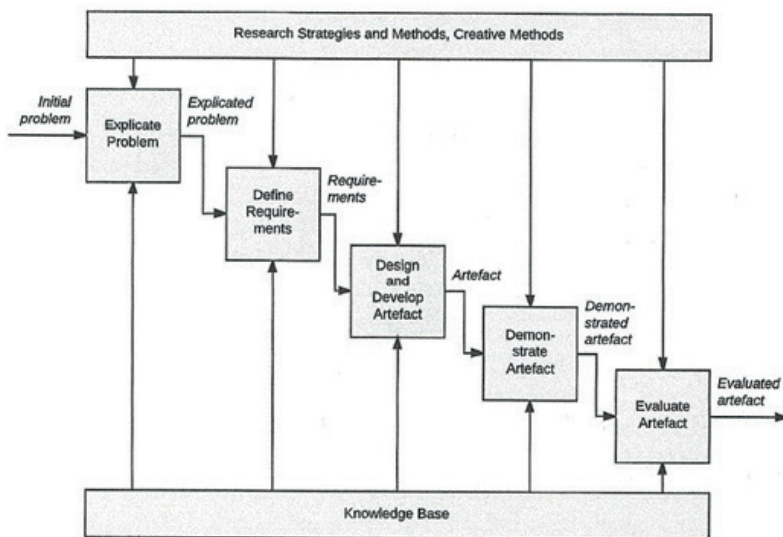 Research Strategies and Methods, Creative Methods
Initial
problem
Explicate
Problem
Explicated
problem
Define
Require-
ments
Require-
ments
Design
and
Develop
Artefact
Artefact
Demon-
strate
Artefact
Demon-
strated
artefact
Evaluate
Artefact
Evaluated
artefact
Knowledge Base